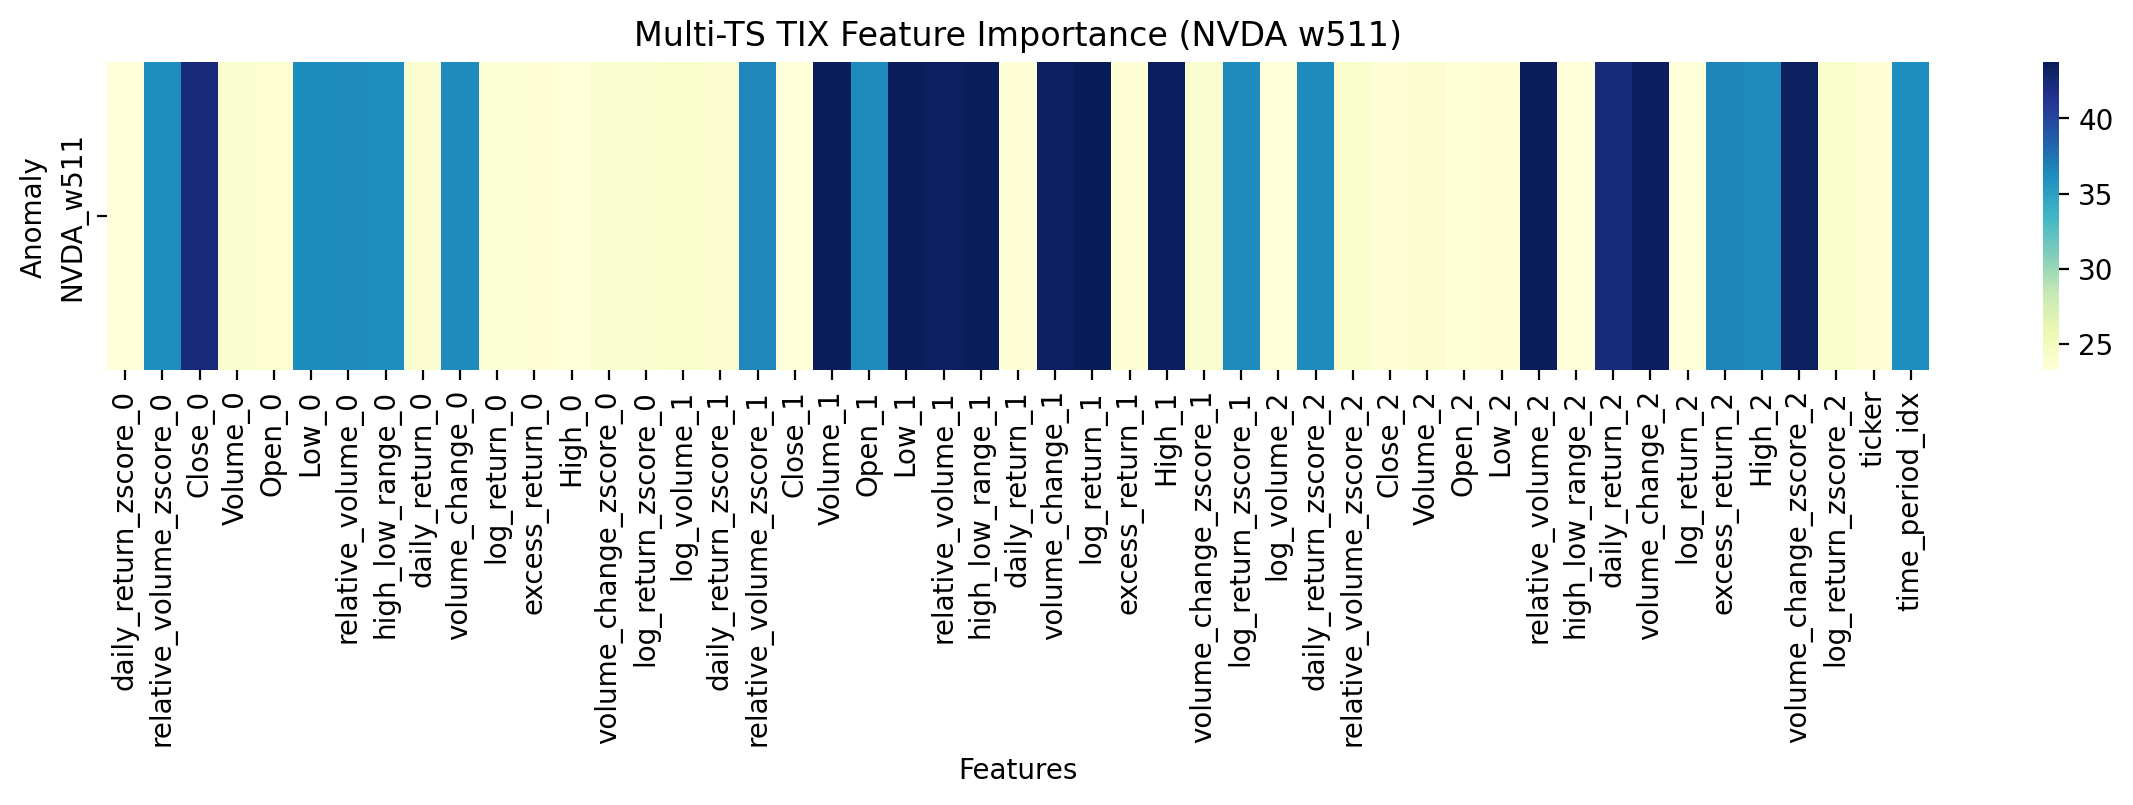 Multi-TS TIX Feature Importance (NVDA w511)
Anomaly
NVDA_w511
40
35
30
25
daily_return_zscore_0
relative_volume_zscore_0
Close_0
Volume_0
Open_0
Low_0
relative_volume_0
high_low_range_0
daily_return_0
volume_change_0
log_return_0
excess_return_0
High_0
volume_change_zscore_0
log_return_zscore_0
log_volume_1
daily_return_zscore_1
relative_volume_zscore_1
Close_1
Volume_1
Open_1
Low_1
relative_volume_1
high_low_range_1
daily_return_1
volume_change_1
log_return_1
excess_return_1
High_1
volume_change_zscore_1
log_return_zscore_1
log_volume_2
daily_return_zscore_2
relative_volume_zscore_2
Close_2
Volume_2
Open_2
Low_2
relative_volume_2
high_low_range_2
daily_return_2
volume_change_2
log_return_2
excess_return_2
High_2
volume_change_zscore_2
log_return_zscore_2
ticker
time_period_idx
Features